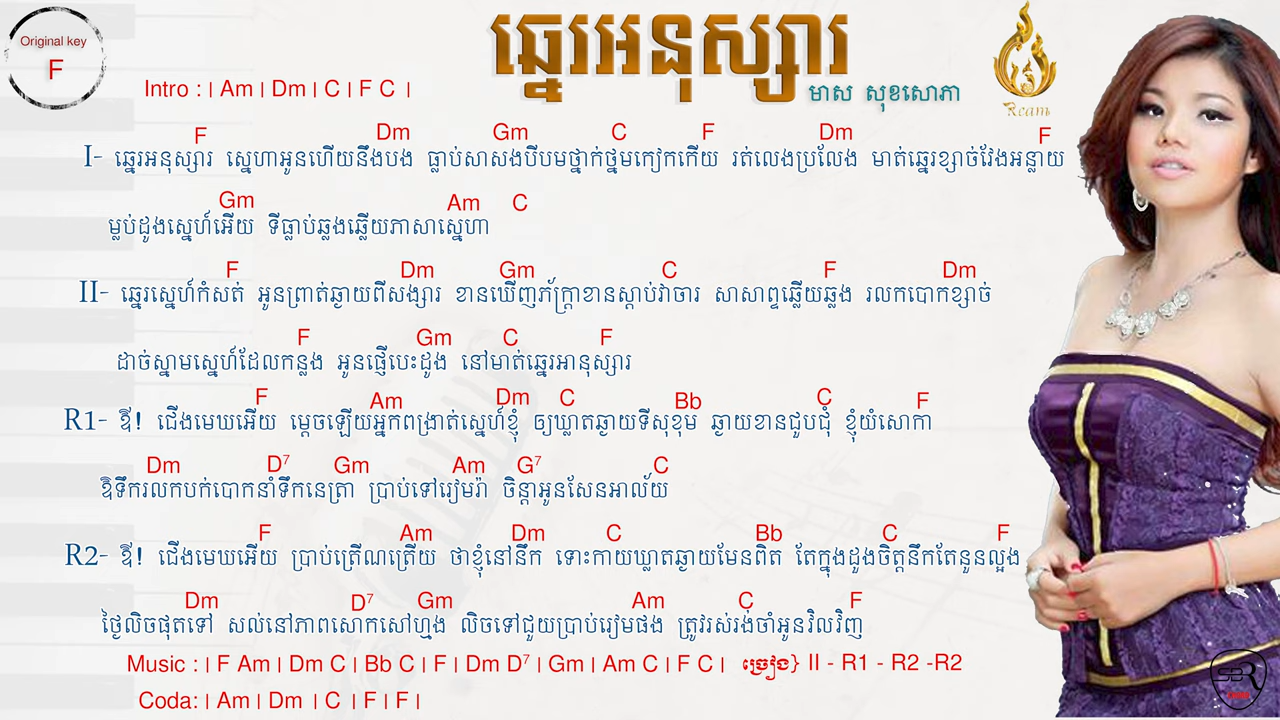 Original key
F
ឆ្នេរអនុស្សារ
មាស សុខសោភា
Ream
Intro : | Am | Dm | C | F C |
F Dm Gm C F Dm F
I- ឆ្នេរអនុស្សារ ស្នេហាអូនហើយនឹងបង ធ្លាប់សាសងបីបមថ្នាក់ថ្នមកៀកកើយ រត់លេងប្រលែង មាត់ឆ្នេរខ្សាច់វែងអន្លាយ
Gm Am C
ម្លប់ដូងស្នេហ៍អើយ ទីធ្លាប់ឆ្លងឆ្លើយភាសាស្នេហា
F Dm Gm C F Dm
II- ឆ្នេរស្នេហ៍កំសត់ អូនព្រាត់ឆ្ងាយពីសង្សារ ខានឃើញភ័ក្ត្រាខានស្ដាប់វាចារ សាសព្ទឆ្លើយឆ្លង រលកបោកខ្សាច់
F Gm C F
ដាច់ស្នាមស្នេហ៍ដែលកន្លង អូនផ្ញើបេះដូង នៅមាត់ឆ្នេរអានុស្សារ
F Am Dm C Bb C F
R1- ឱ! ជើងមេឃអើយ ម្ដេចឡើយអ្នកពង្រាត់ស្នេហ៍ខ្ញុំ ឲ្យឃ្លាតឆ្ងាយទីសុខុម ឆ្ងាយខានជួបជុំ ខ្ញុំយំសោកា
Dm D7 Gm Am G7 C
ឱទឹករលកបក់បោកនាំទឹកនេត្រា ប្រាប់ទៅរៀមរ៉ា ចិន្ដាអូនសែនអាល័យ
F Am Dm C Bb C F
R2- ឱ! ជើងមេឃអើយ ប្រាប់ត្រើណត្រើយ ថាខ្ញុំនៅនឹក ទោះកាយឃ្លាតឆ្ងាយមែនពិត តែក្នុងដួងចិត្តនឹកតែនួនល្អង
Dm D7 Gm Am C F
ថ្ងៃលិចផុតទៅ សល់នៅភាពសោកសៅហ្មង លិចទៅជួយប្រាប់រៀមផង ត្រូវរស់រង់ចាំអូនវិលវិញ
Music : | F Am | Dm C | Bb C | F | Dm D7 | Gm | Am C | F C | ច្រៀង} II - R1 - R2 -R2
Coda: | Am | Dm | C | F | F |